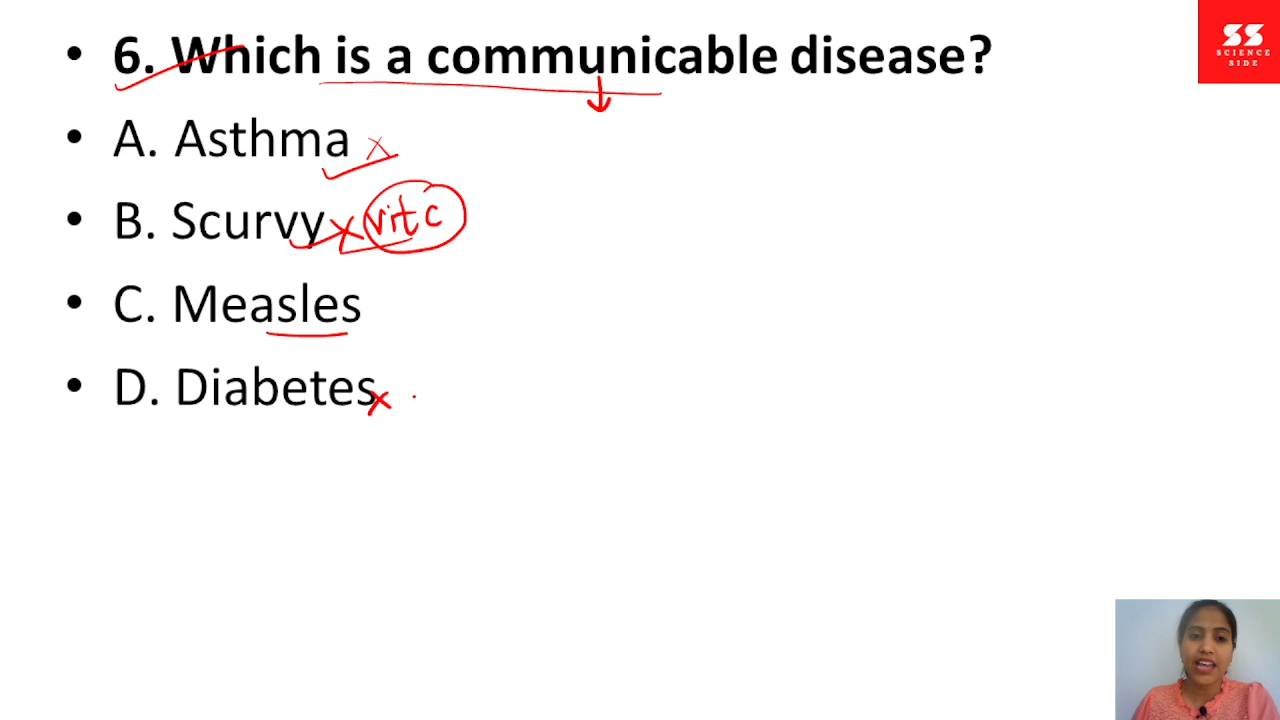 • 6. Which is a communicable disease?
• A. Asthma x
• B. Scurvy x vit c
• C. Measles
• D. Diabetes x
SS
SCIENCE
SIDE